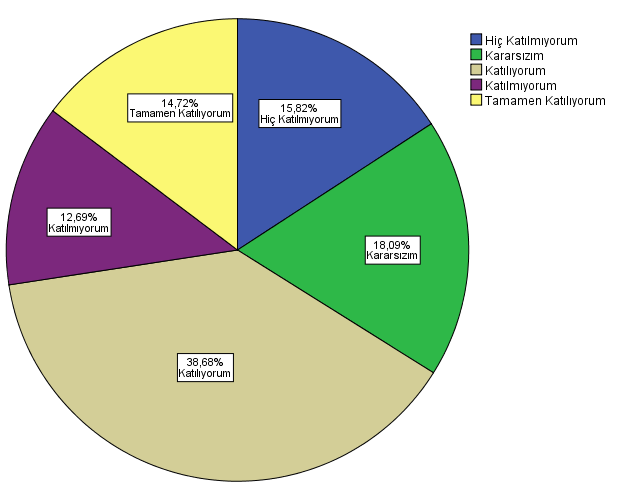 Hiç Katılmıyorum
Kararsızım
Katılıyorum
Katılmıyorum
Tamamen Katılıyorum
14,72%
Tamamen Katılıyorum
15,82%
Hiç Katılmıyorum
12,69%
Katılmıyorum
18,09%
Kararsızım
38,68%
Katılıyorum